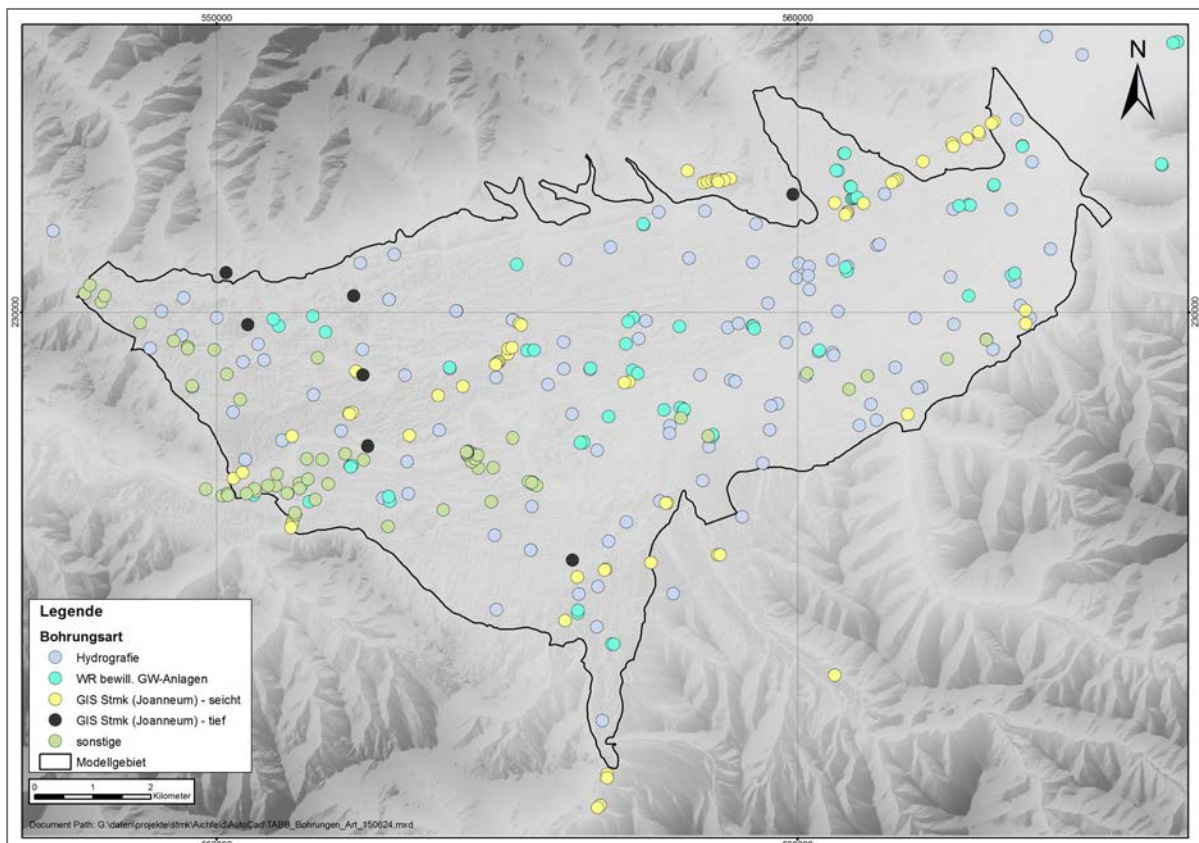 550000 560000
N
230000 230000
Legende
Bohrungsart
Hydrografie
WR bewill. GW-Anlagen
GIS Stmk (Joanneum) - seicht
GIS Stmk (Joanneum) - tief
sonstige
Modellgebiet
0 1 2
Kilometer
Document Path: G:\daten\projekte\stmk\Aichfeld\AutoCad\TABB_Bohrungen_Art_150624.mxd
550000